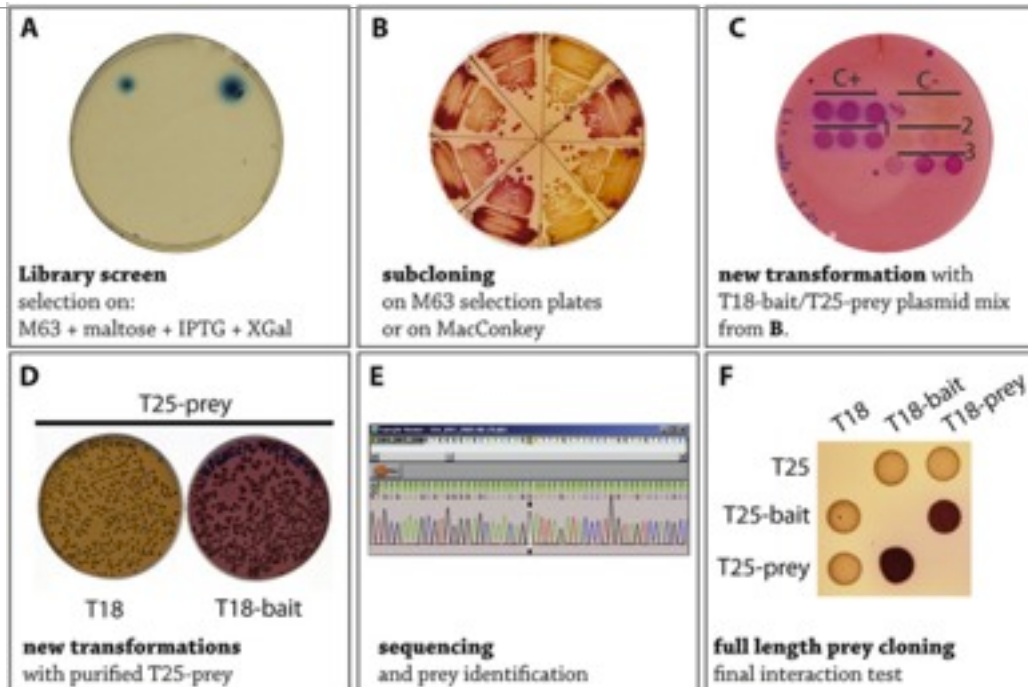 A
Library screen
selection on:
M63 + maltose + IPTG + XGal
B
subcloning
on M63 selection plates
or on MacConkey
C
C+ C-
1
2
3
new transformation with
T18-bait/T25-prey plasmid mix
from B.
D
T25-prey
T18 T18-bait
new transformations
with purified T25-prey
E
sequencing
and prey identification
F
T18 T18-bait T18-prey
T25
T25-bait
T25-prey
full length prey cloning
final interaction test